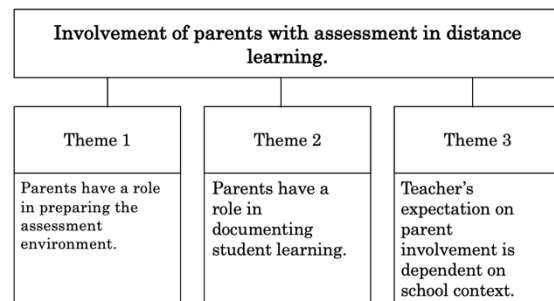 Involvement of parents with assessment in distance
learning.
Theme 1
Parents have a role
in preparing the
assessment
environment.
Theme 2
Parents have a
role in
documenting
student learning.
Theme 3
Teacher's
expectation on
parent
involvement is
dependent on
school context.